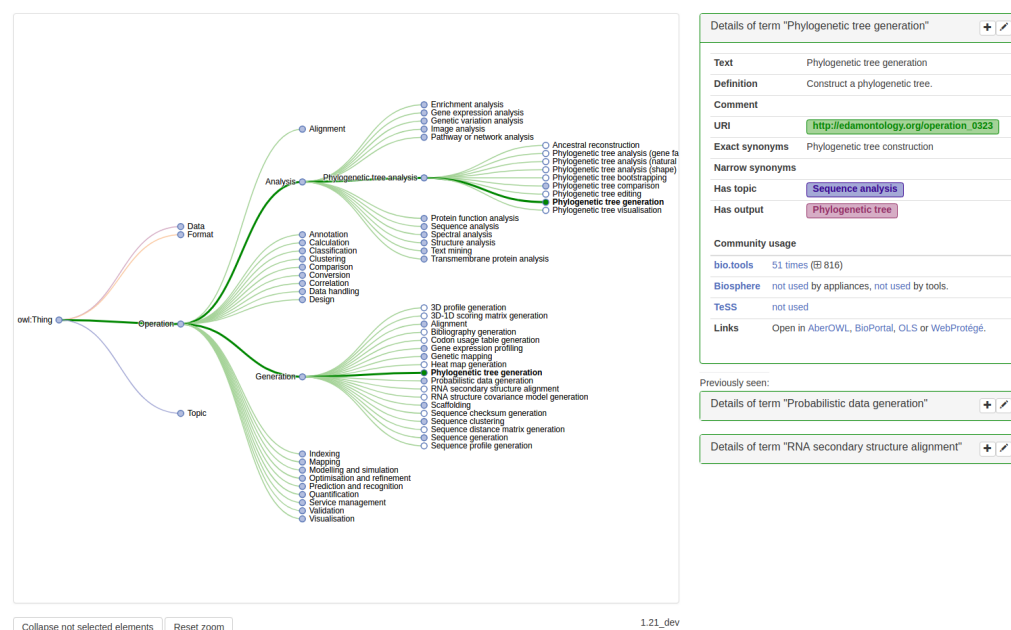 Enrichment analysis
Gene expression analysis
Genetic variation analysis
Image analysis
Pathway or network analysis
Alignment
Ancestral reconstruction
Phylogenetic tree analysis (gene fa
Phylogenetic tree analysis (natural
Phylogenetic tree analysis (shape)
Phylogenetic tree bootstrapping
Phylogenetic tree comparison
Phylogenetic tree editing
Phylogenetic tree generation
Phylogenetic tree visualisation
Analysis
Phylogenetic tree analysis
Protein function analysis
Sequence analysis
Spectral analysis
Structure analysis
Text mining
Transmembrane protein analysis
Data
Format
Annotation
Calculation
Classification
Clustering
Comparison
Conversion
Correlation
Data handling
Design
owl:Thing
Operation
3D profile generation
3D-1D scoring matrix generation
Alignment
Bibliography generation
Codon usage table generation
Gene expression profiling
Genetic mapping
Heat map generation
Phylogenetic tree generation
Probabilistic data generation
RNA secondary structure alignment
RNA structure covariance model generation
Scaffolding
Sequence checksum generation
Sequence clustering
Sequence distance matrix generation
Sequence generation
Sequence profile generation
Generation
Topic
Indexing
Mapping
Modelling and simulation
Optimisation and refinement
Prediction and recognition
Quantification
Service management
Validation
Visualisation
Collapse not selected elements
Reset zoom
1.21_dev
Details of term "Phylogenetic tree generation"
Text Phylogenetic tree generation
Definition Construct a phylogenetic tree.
Comment
URI http://edamontology.org/operation_0323
Exact synonyms Phylogenetic tree construction
Narrow synonyms
Has topic Sequence analysis
Has output Phylogenetic tree
Community usage
bio.tools 51 times (816)
Biosphere not used by appliances, not used by tools.
TeSS not used
Links Open in AberOWL, BioPortal, OLS or WebProtégé.
Previously seen:
Details of term "Probabilistic data generation"
Details of term "RNA secondary structure alignment"